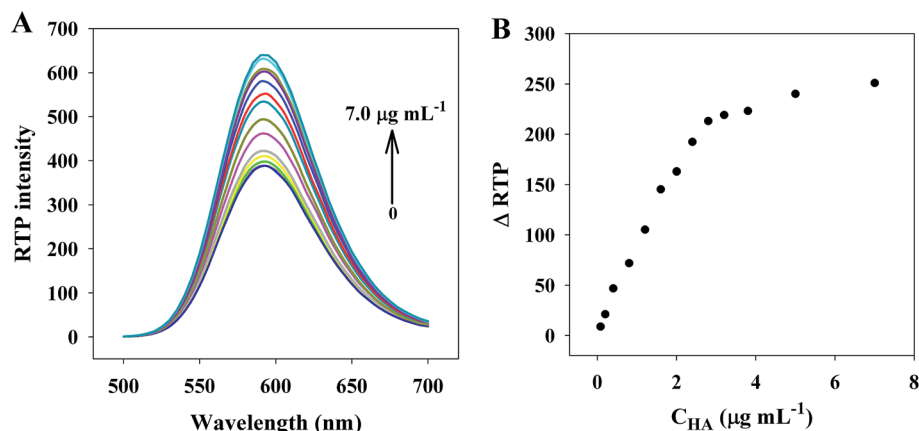 A
RTP intensity
700
600
500
400
300
200
100
0
7.0 µg mL⁻¹
0
500 550 600 650 700
Wavelength (nm)
B
Δ RTP
300
250
200
150
100
50
0
0 2 4 6 8
C_HA (µg mL⁻¹)